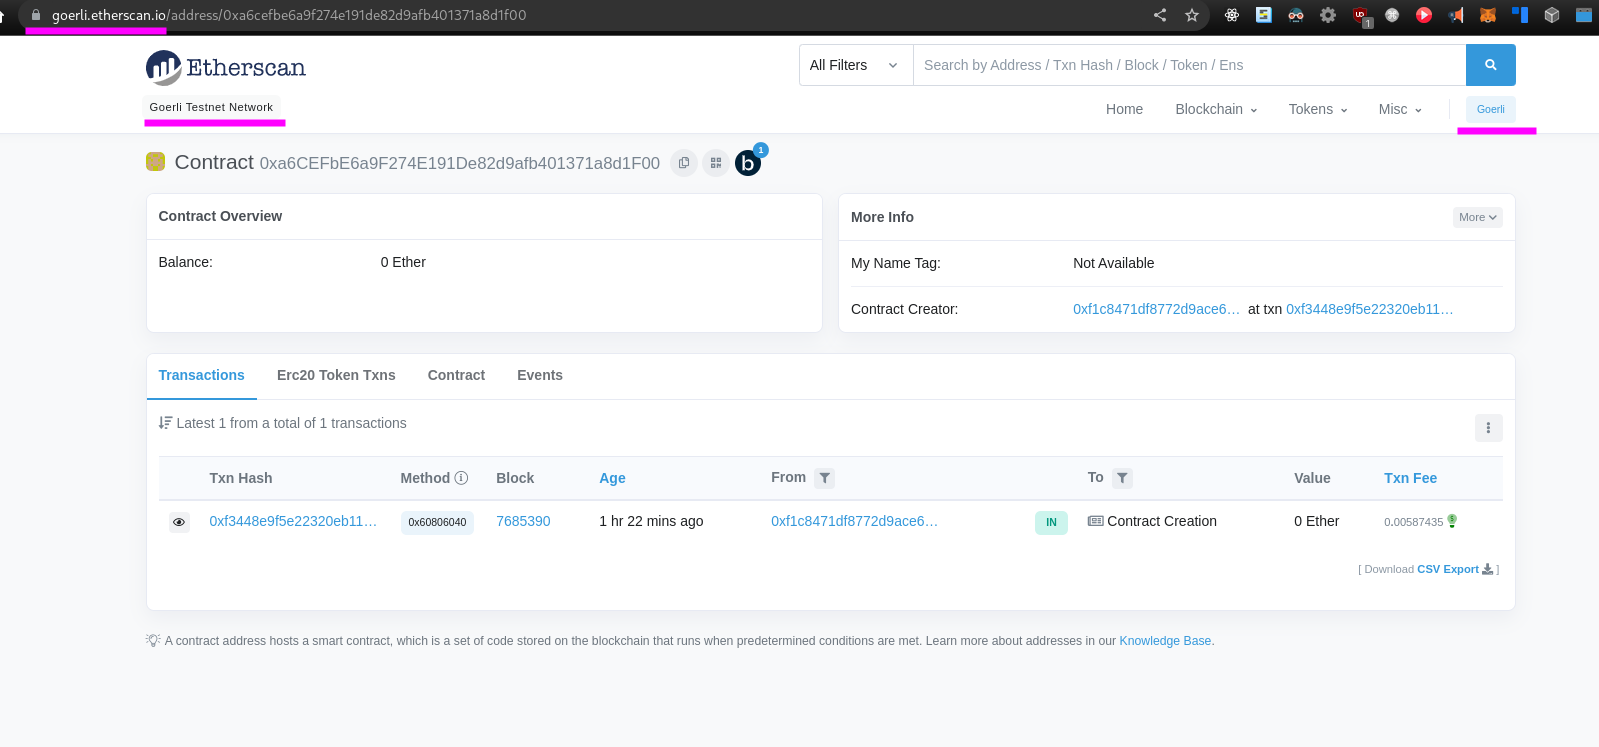 goerli.etherscan.io/address/0xa6cefbe6a9f274e191de82d9afb401371a8d1f00
1
Etherscan
All Filters
Search by Address / Txn Hash / Block / Token / Ens
Goerli Testnet Network
Home Blockchain Tokens Misc Goerli
Contract 0xa6CEFbE6a9F274E191De82d9afb401371a8d1F00 b 1
Contract Overview
Balance: 0 Ether
More Info More
My Name Tag: Not Available
Contract Creator: 0xf1c8471df8772d9ace6… at txn 0xf3448e9f5e22320eb11…
Transactions Erc20 Token Txns Contract Events
Latest 1 from a total of 1 transactions
Txn Hash Method Block Age From To Value Txn Fee
0xf3448e9f5e22320eb11… 0x60806040 7685390 1 hr 22 mins ago 0xf1c8471df8772d9ace6… IN Contract Creation 0 Ether 0.00587435
[ Download CSV Export ]
A contract address hosts a smart contract, which is a set of code stored on the blockchain that runs when predetermined conditions are met. Learn more about addresses in our Knowledge Base.